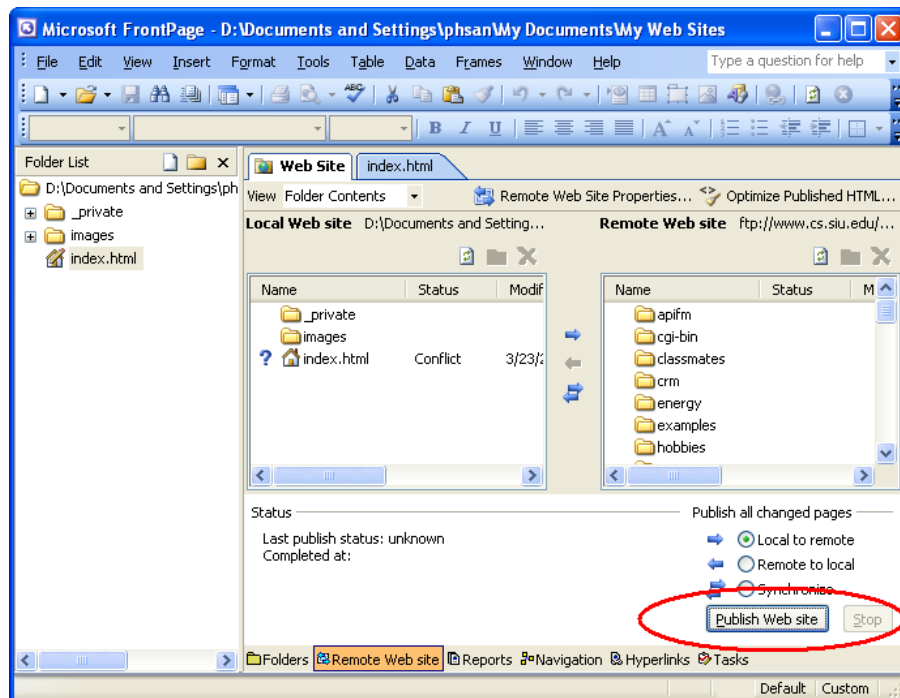 Microsoft FrontPage - D:\Documents and Settings\phsan\My Documents\My Web Sites
File Edit View Insert Format Tools Table Data Frames Window Help Type a question for help
ABC
B I U A A
Folder List
D:\Documents and Settings\ph
_private
images
index.html
Web Site index.html
View Folder Contents Remote Web Site Properties... Optimize Published HTML...
Local Web site D:\Documents and Setting... Remote Web site ftp://www.cs.siu.edu/...
Name Status Modif Name Status M
_private apifm
images cgi-bin
? index.html Conflict 3/23/2 classmates
crm
energy
examples
hobbies
Status Publish all changed pages
Last publish status: unknown Local to remote
Completed at: Remote to local
Synchronize
Publish Web site Stop
Folders Remote Web site Reports Navigation Hyperlinks Tasks
Default Custom